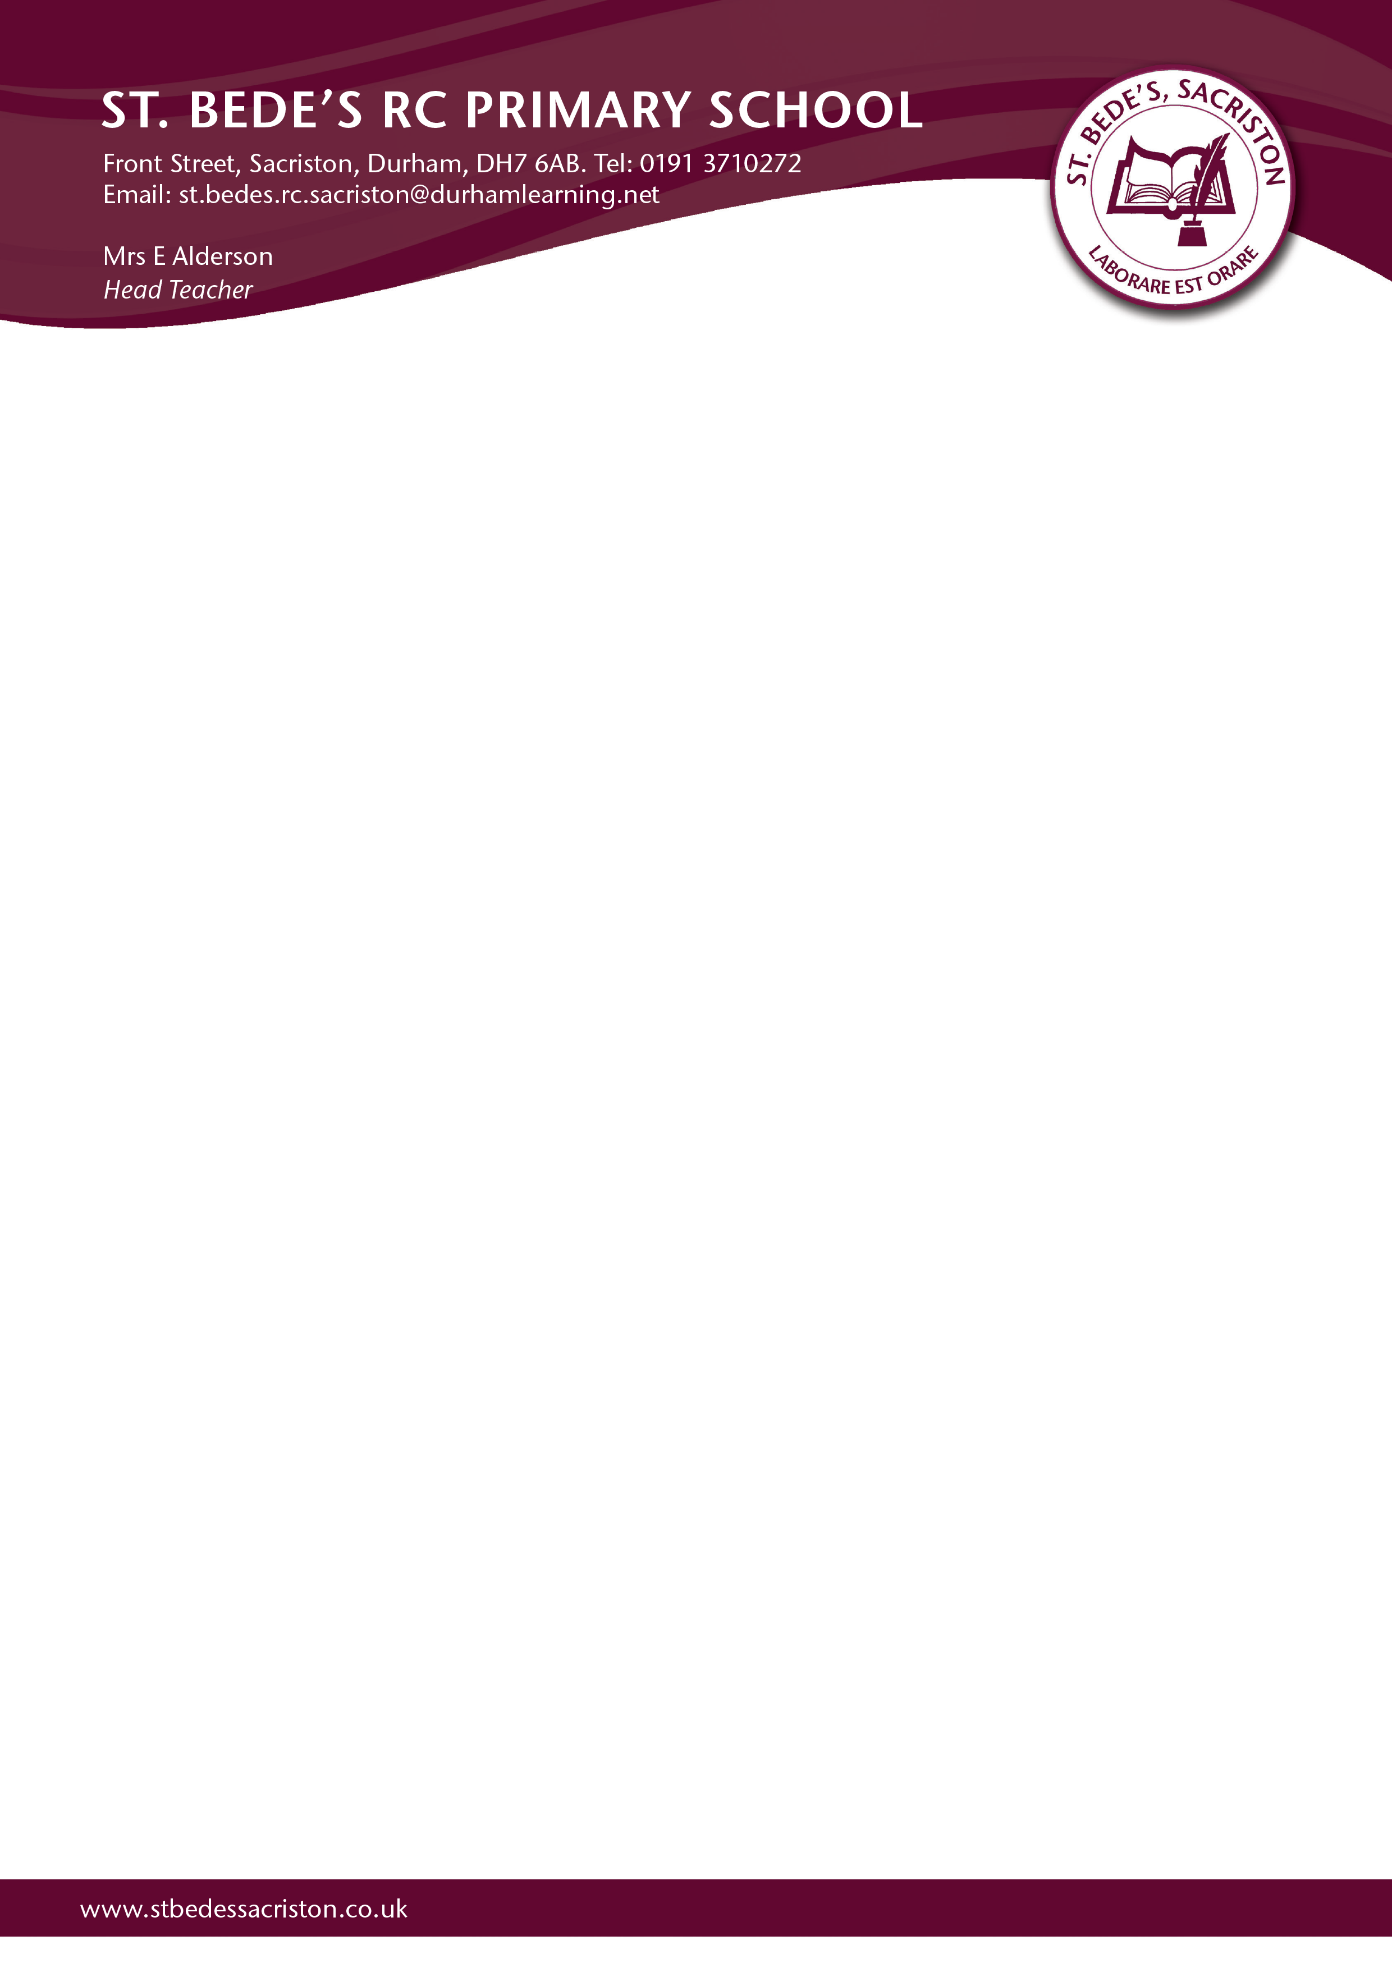 ST. BEDE’S RC PRIMARY SCHOOL
Front Street, Sacriston, Durham, DH7 6AB. Tel: 0191 3710272
Email: st.bedes.rc.sacriston@durhamlearning.net
Mrs E Alderson
Head Teacher
ST. BEDE’S, SACRISTON
LABORARE EST ORARE
www.stbedessacriston.co.uk